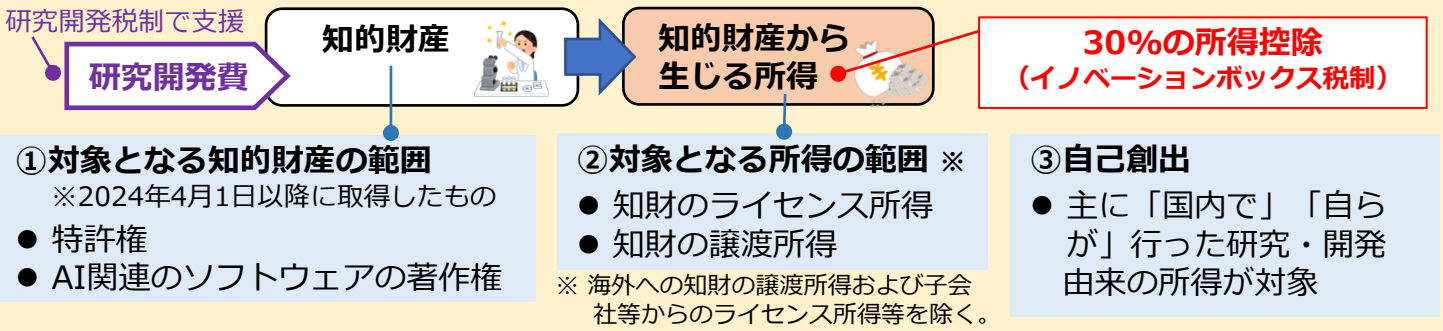 研究開発税制で支援
研究開発費
知的財産
知的財産から
生じる所得
30%の所得控除
（イノベーションボックス税制）
①対象となる知的財産の範囲
※2024年4月1日以降に取得したもの
● 特許権
● AI関連のソフトウェアの著作権
②対象となる所得の範囲 ※
● 知財のライセンス所得
● 知財の譲渡所得
※ 海外への知財の譲渡所得および子会
社等からのライセンス所得等を除く。
③自己創出
● 主に「国内で」「自ら
が」行った研究・開発
由来の所得が対象